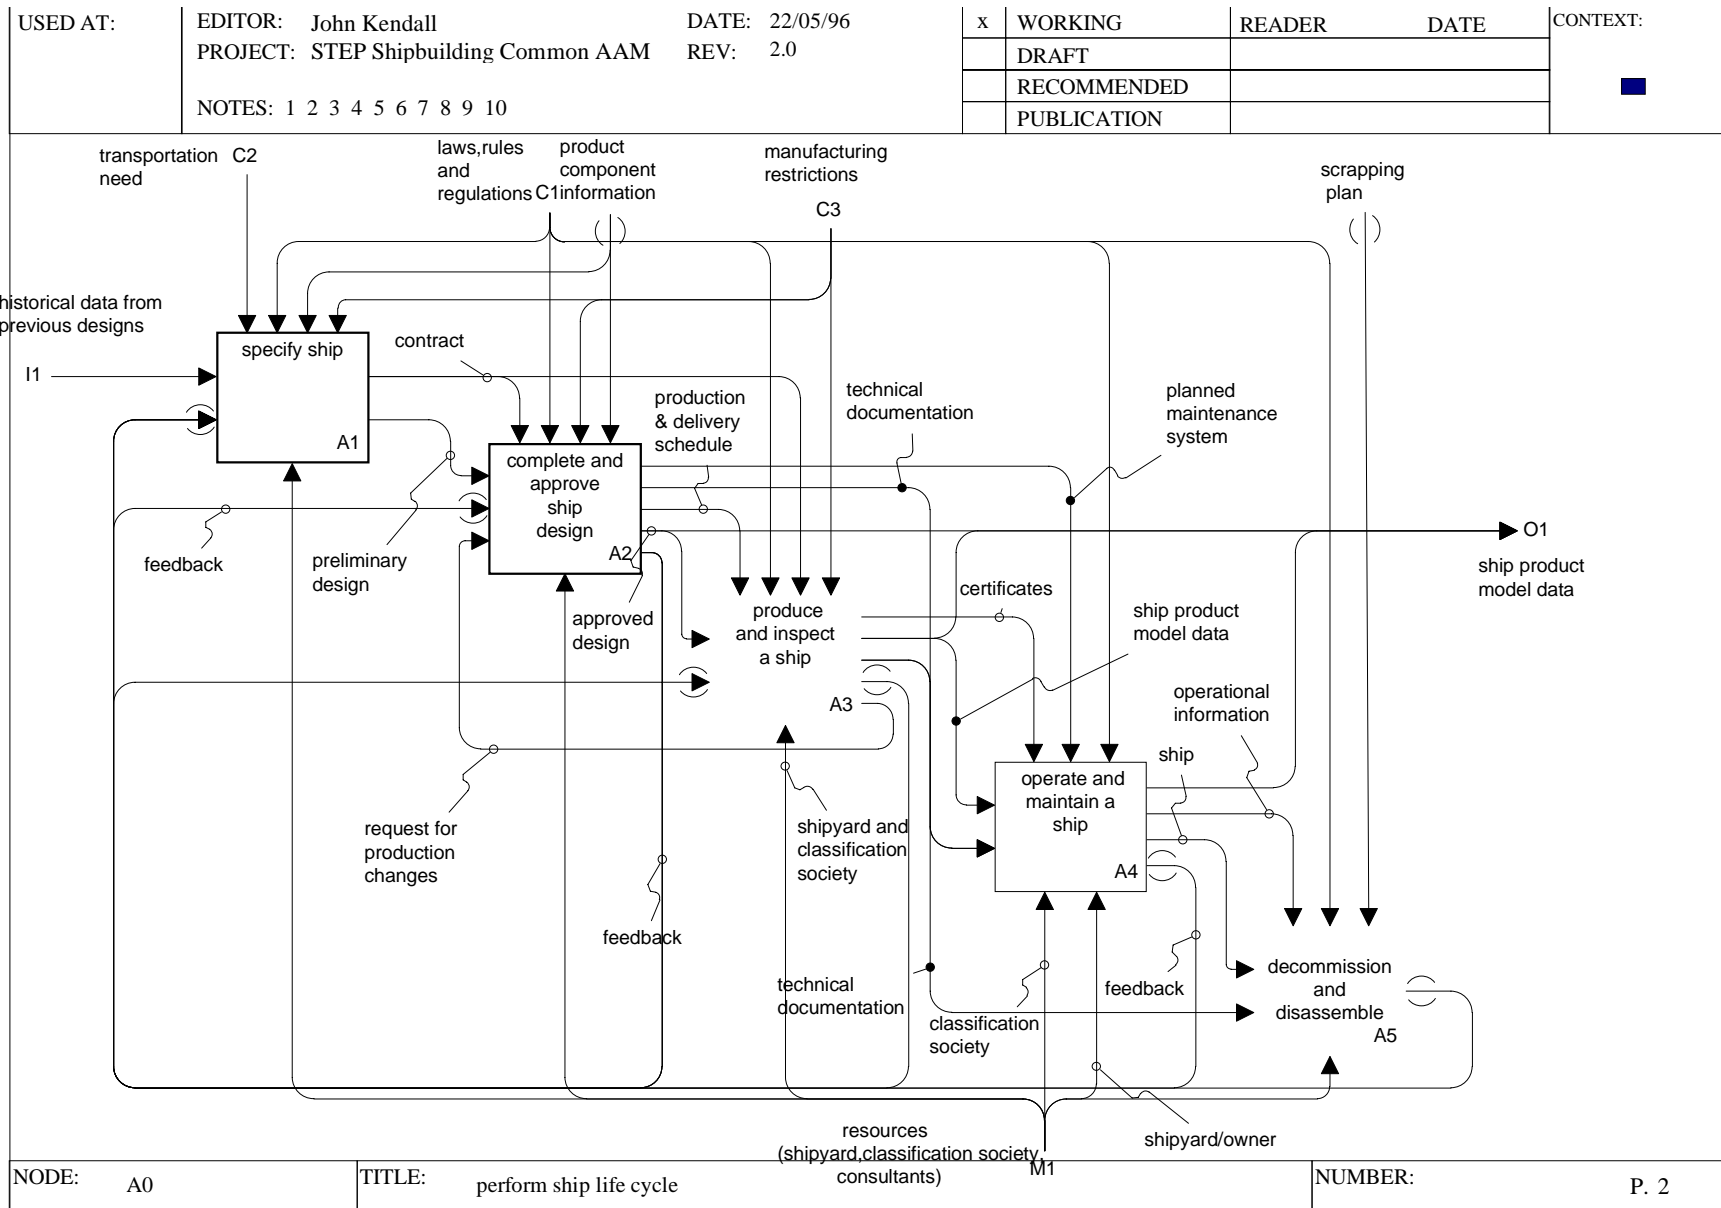 USED AT:
EDITOR: John Kendall
DATE: 22/05/96
PROJECT: STEP Shipbuilding Common AAM
REV: 2.0
NOTES: 1 2 3 4 5 6 7 8 9 10
x WORKING
DRAFT
RECOMMENDED
PUBLICATION
READER DATE
CONTEXT:
transportation
need
C2
laws,rules
and
regulations
C1
product
component
information
manufacturing
restrictions
C3
scrapping
plan
historical data from
previous designs
I1
specify ship
A1
contract
production
& delivery
schedule
technical
documentation
planned
maintenance
system
complete and
approve
ship
design
A2
feedback
preliminary
design
approved
design
O1
ship product
model data
certificates
ship product
model data
produce
and inspect
a ship
A3
operational
information
ship
operate and
maintain a
ship
A4
request for
production
changes
shipyard and
classification
society
feedback
technical
documentation
classification
society
feedback
decommission
and
disassemble
A5
resources
(shipyard,classification society,
consultants)
M1
shipyard/owner
NODE: A0
TITLE: perform ship life cycle
NUMBER: P. 2